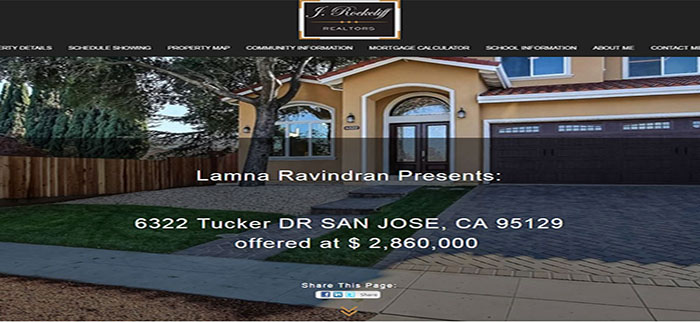 J. Rockcliff
REALTORS
ERTY DETAILS SCHEDULE SHOWING PROPERTY MAP COMMUNITY INFORMATION MORTGAGE CALCULATOR SCHOOL INFORMATION ABOUT ME CONTACT M
Lamna Ravindran Presents:
6322 Tucker DR SAN JOSE, CA 95129
offered at $ 2,860,000
Share This Page:
Share